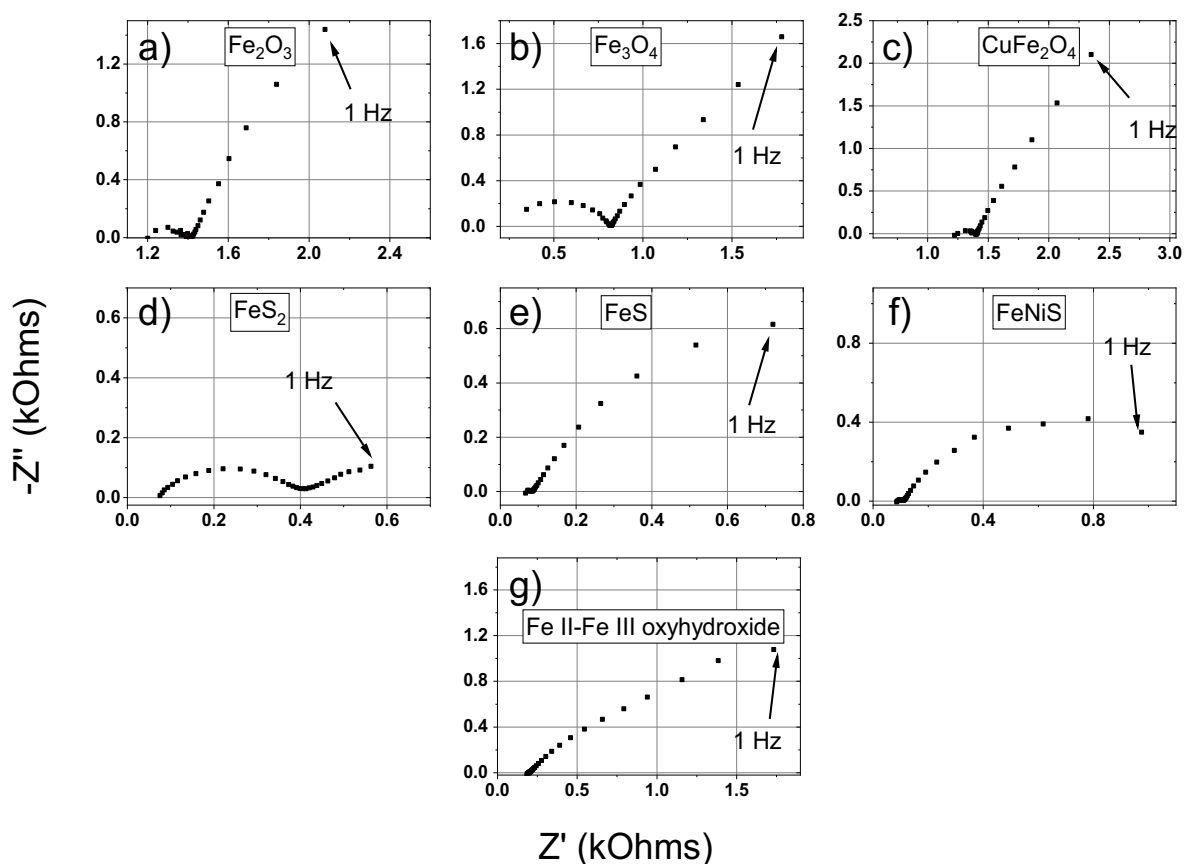 a) Fe₂O₃
1.2
0.6
0.0
1.2 1.6 2.0 2.4
1 Hz
b) Fe₃O₄
1.6
1.2
0.8
0.4
0.0
0.5 1.0 1.5
1 Hz
c) CuFe₂O₄
2.5
2.0
1.5
1.0
0.5
0.0
1.0 1.5 2.0 2.5 3.0
1 Hz
d) FeS₂
0.6
0.4
0.2
0.0
0.0 0.2 0.4 0.6
1 Hz
e) FeS
0.6
0.4
0.2
0.0
0.0 0.2 0.4 0.6 0.8
1 Hz
f) FeNiS
0.8
0.4
0.0
0.0 0.4 0.8
1 Hz
g)
Fe II-Fe III oxyhydroxide
1.6
1.2
0.8
0.4
0.0
0.0 0.5 1.0 1.5
1 Hz
-Z" (kOhms)
Z' (kOhms)